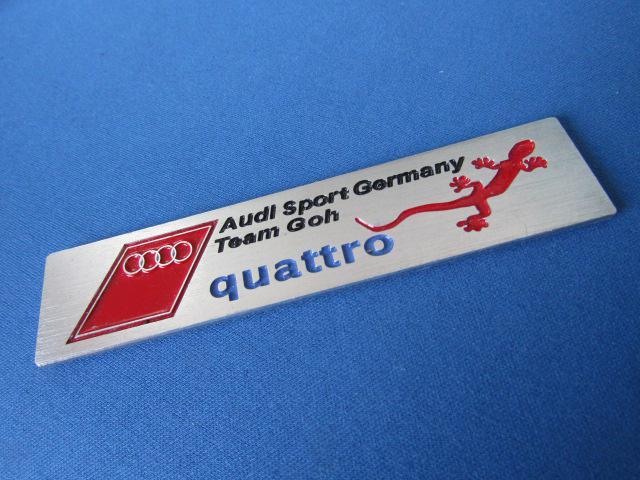 Audi Sport Germany
Team Goh
quattro